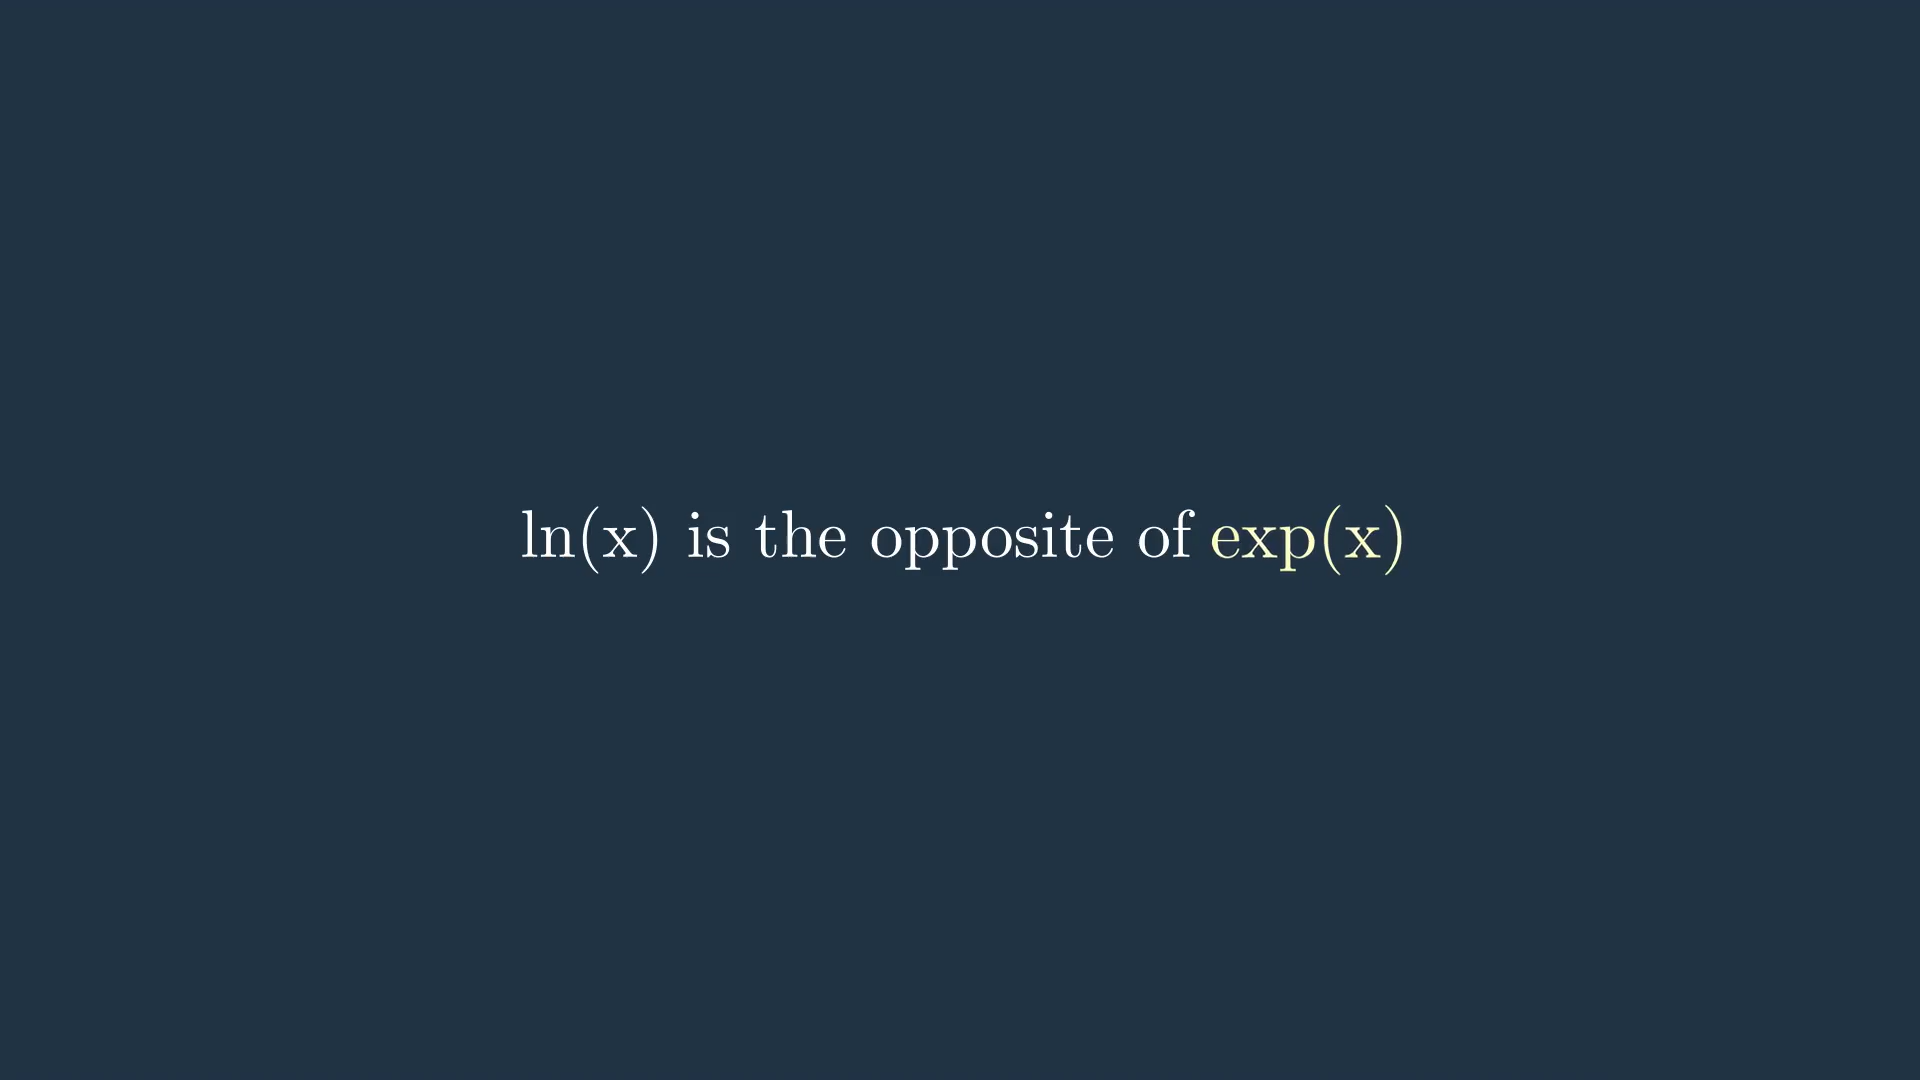 ln(x) is the opposite of exp(x)